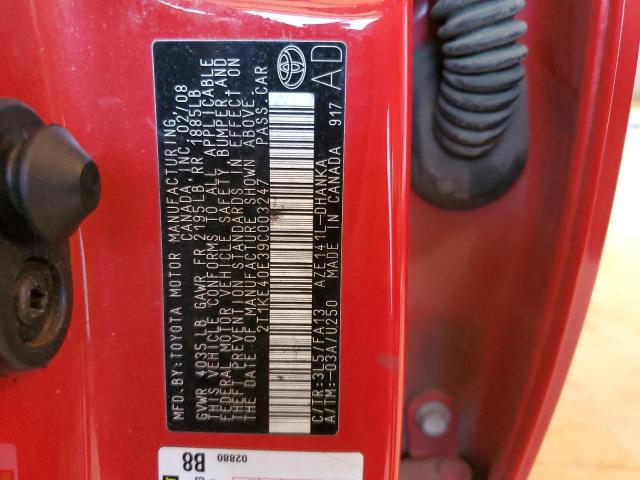 MFD.BY:TOYOTA MOTOR MANUFACTURING
CANADA, INC. 02/08
GVWR 4035LB GAWR FR 2195LB RR 1985LB
THIS VEHICLE CONFORMS TO ALL APPLICABLE
FEDERAL MOTOR VEHICLE SAFETY BUMPER, AND
THEFT PREVENTION STANDARDS IN EFFECT ON
THE DATE OF MANUFACTURE SHOWN ABOVE.
2T1KE40E39C003247 PASS.CAR
C/TR:3L5/FA13 AZE141L-DHANKA
A/TM:-03A/U250 MADE IN CANADA 917
AD
B8
02880